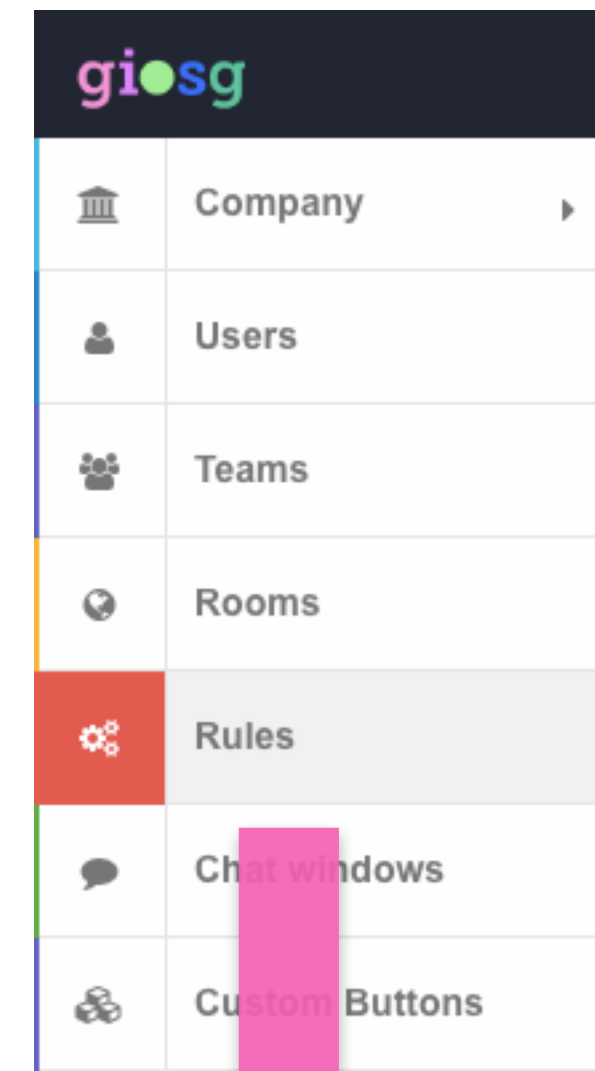 giosg
Company
Users
Teams
Rooms
Rules
Chat windows
Custom Buttons